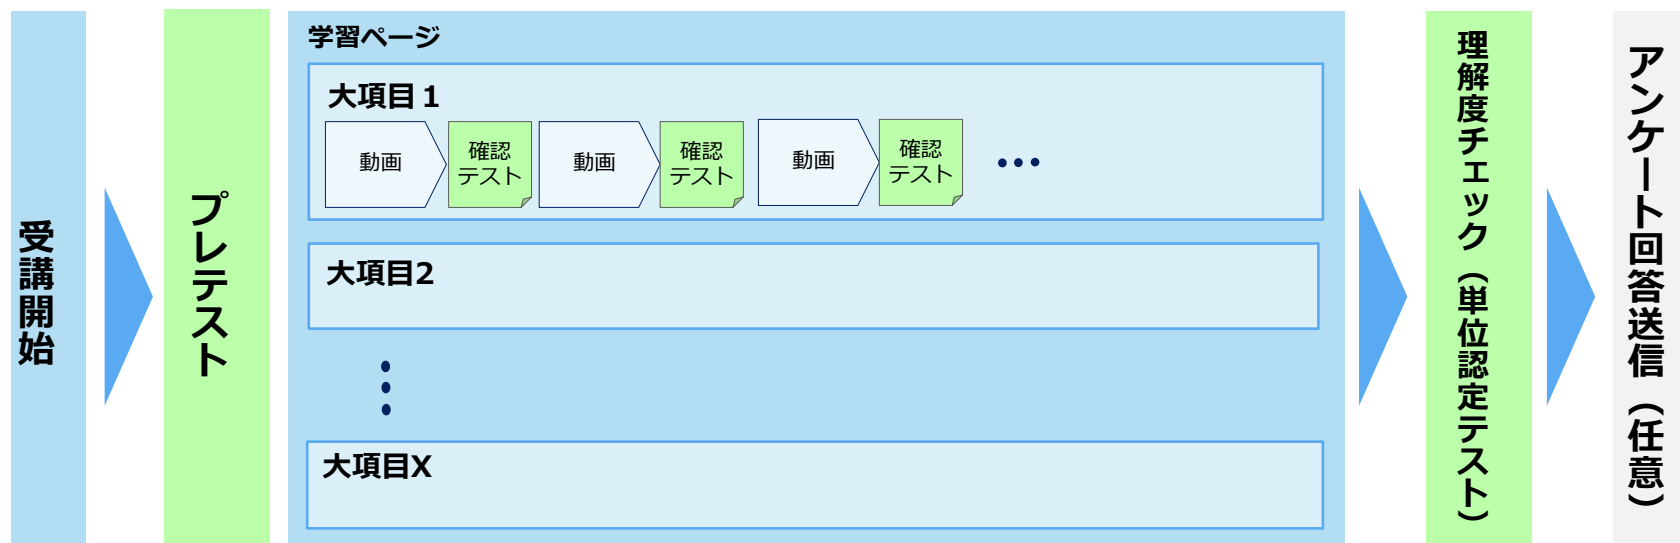 受講開始
プレテスト
学習ページ
大項目１
動画
確認
テスト
動画
確認
テスト
動画
確認
テスト
•••
大項目2
大項目X
理解度チェック（単位認定テスト）
アンケート回答送信（任意）